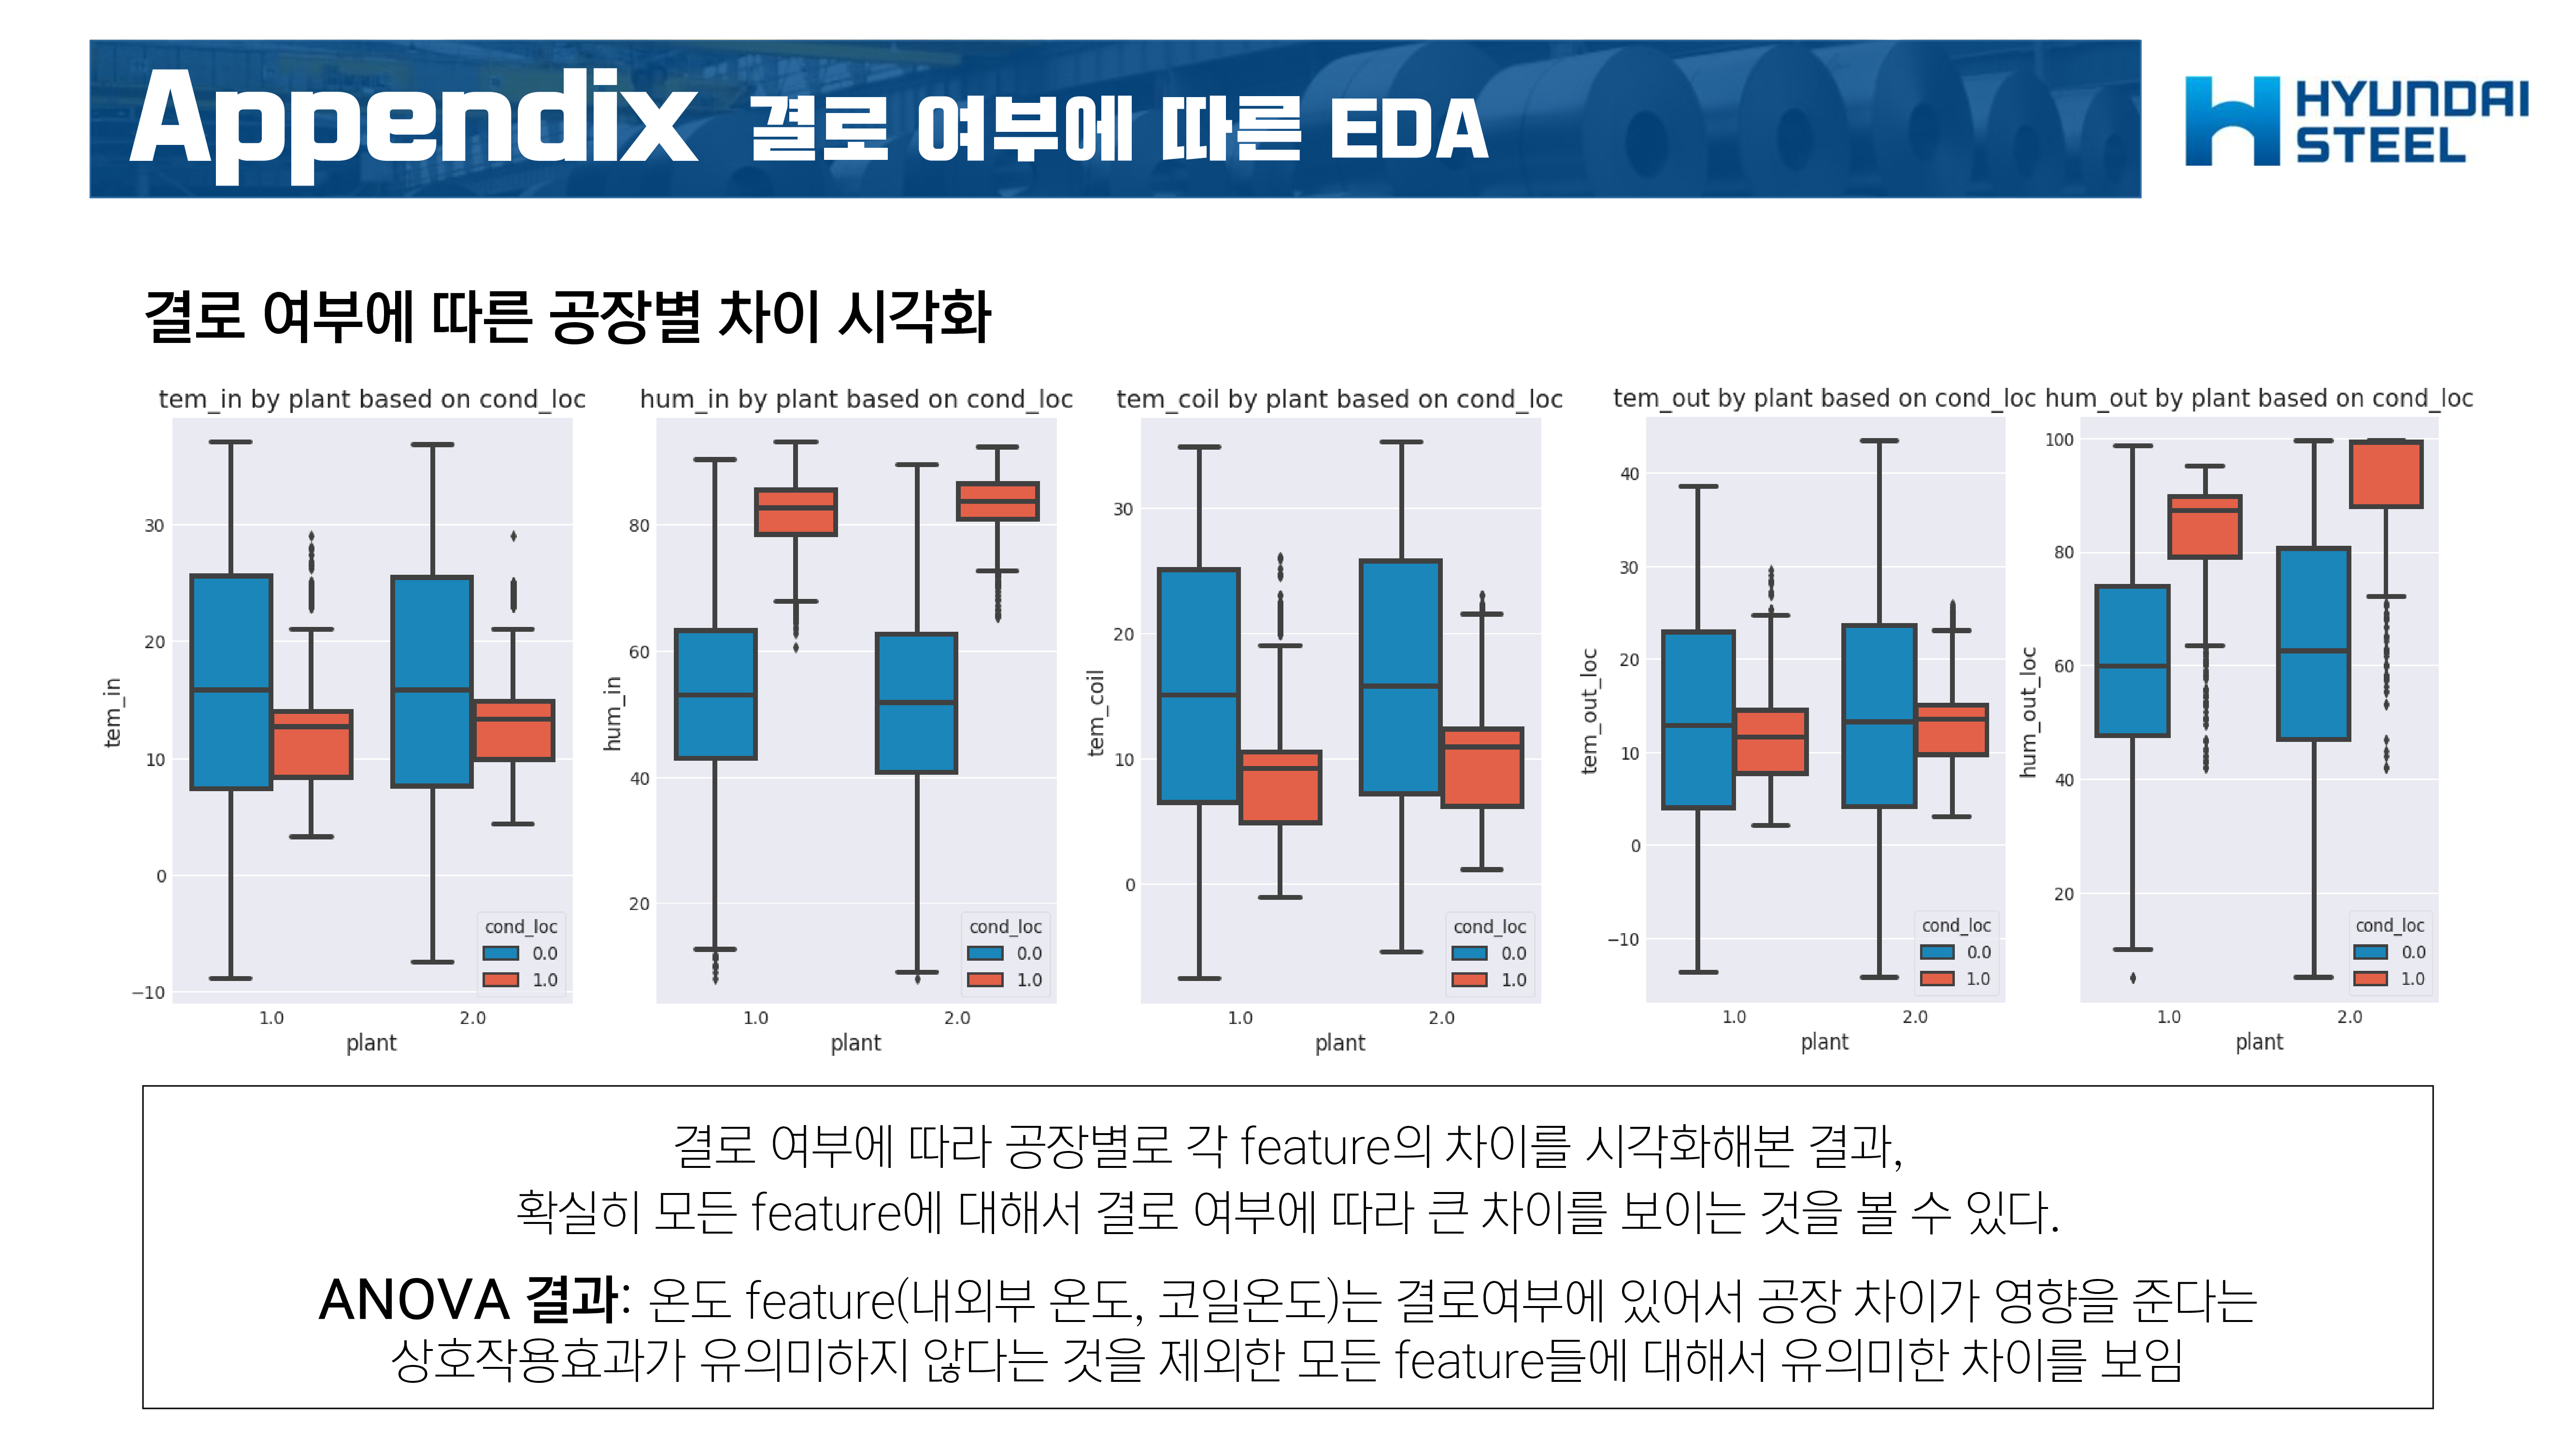 Appendix 결로 여부에 따른 EDA
HYUNDAI
STEEL
결로 여부에 따른 공장별 차이 시각화
tem_in by plant based on cond_loc
tem_in
30
20
10
0
−10
1.0
2.0
plant
cond_loc
0.0
1.0
hum_in by plant based on cond_loc
hum_in
80
60
40
20
1.0
2.0
plant
cond_loc
0.0
1.0
tem_coil by plant based on cond_loc
tem_coil
30
20
10
0
1.0
2.0
plant
cond_loc
0.0
1.0
tem_out by plant based on cond_loc
tem_out_loc
40
30
20
10
0
−10
1.0
2.0
plant
cond_loc
0.0
1.0
hum_out by plant based on cond_loc
hum_out_loc
100
80
60
40
20
1.0
2.0
plant
cond_loc
0.0
1.0
결로 여부에 따라 공장별로 각 feature의 차이를 시각화해본 결과,
확실히 모든 feature에 대해서 결로 여부에 따라 큰 차이를 보이는 것을 볼 수 있다.
ANOVA 결과: 온도 feature(내외부 온도, 코일온도)는 결로여부에 있어서 공장 차이가 영향을 준다는
상호작용효과가 유의미하지 않다는 것을 제외한 모든 feature들에 대해서 유의미한 차이를 보임